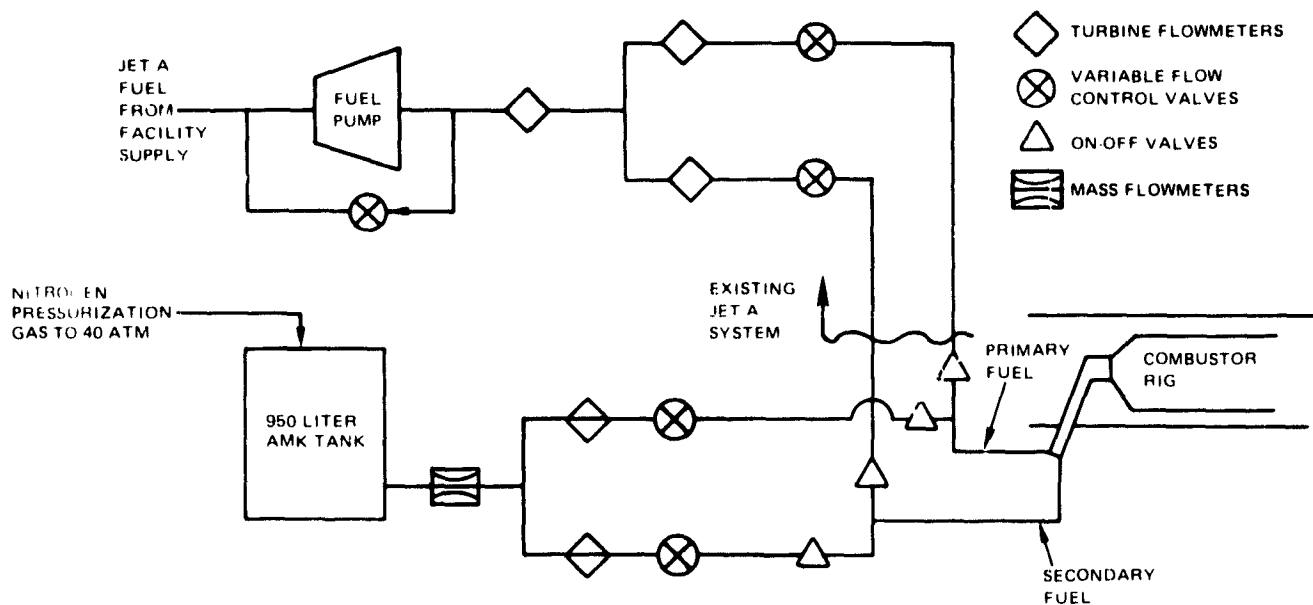 JET A
FUEL
FROM
FACILITY
SUPPLY
FUEL
PUMP
TURBINE FLOWMETERS
VARIABLE FLOW
CONTROL VALVES
ON-OFF VALVES
MASS FLOWMETERS
NITROGEN
PRESSURIZATION
GAS TO 40 ATM
EXISTING
JET A
SYSTEM
PRIMARY
FUEL
COMBUSTOR
RIG
950 LITER
AMK TANK
SECONDARY
FUEL